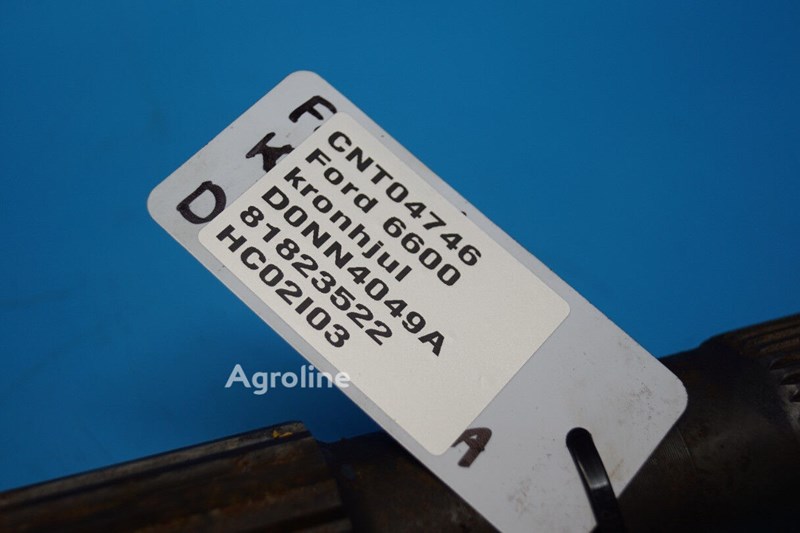 F
K
D
CNT04746
Ford 6600
kronhjul
D0NN4049A
81823522
HC02I03
A
Agroline